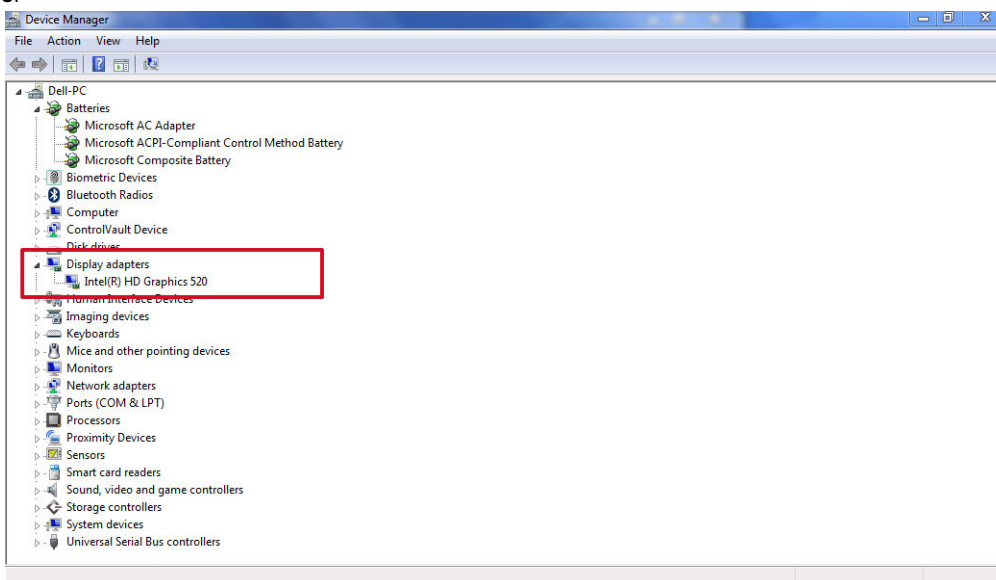 Device Manager
File Action View Help
Dell-PC
Batteries
Microsoft AC Adapter
Microsoft ACPI-Compliant Control Method Battery
Microsoft Composite Battery
Biometric Devices
Bluetooth Radios
Computer
ControlVault Device
Disk drives
Display adapters
Intel(R) HD Graphics 520
Human Interface Devices
Imaging devices
Keyboards
Mice and other pointing devices
Monitors
Network adapters
Ports (COM & LPT)
Processors
Proximity Devices
Sensors
Smart card readers
Sound, video and game controllers
Storage controllers
System devices
Universal Serial Bus controllers